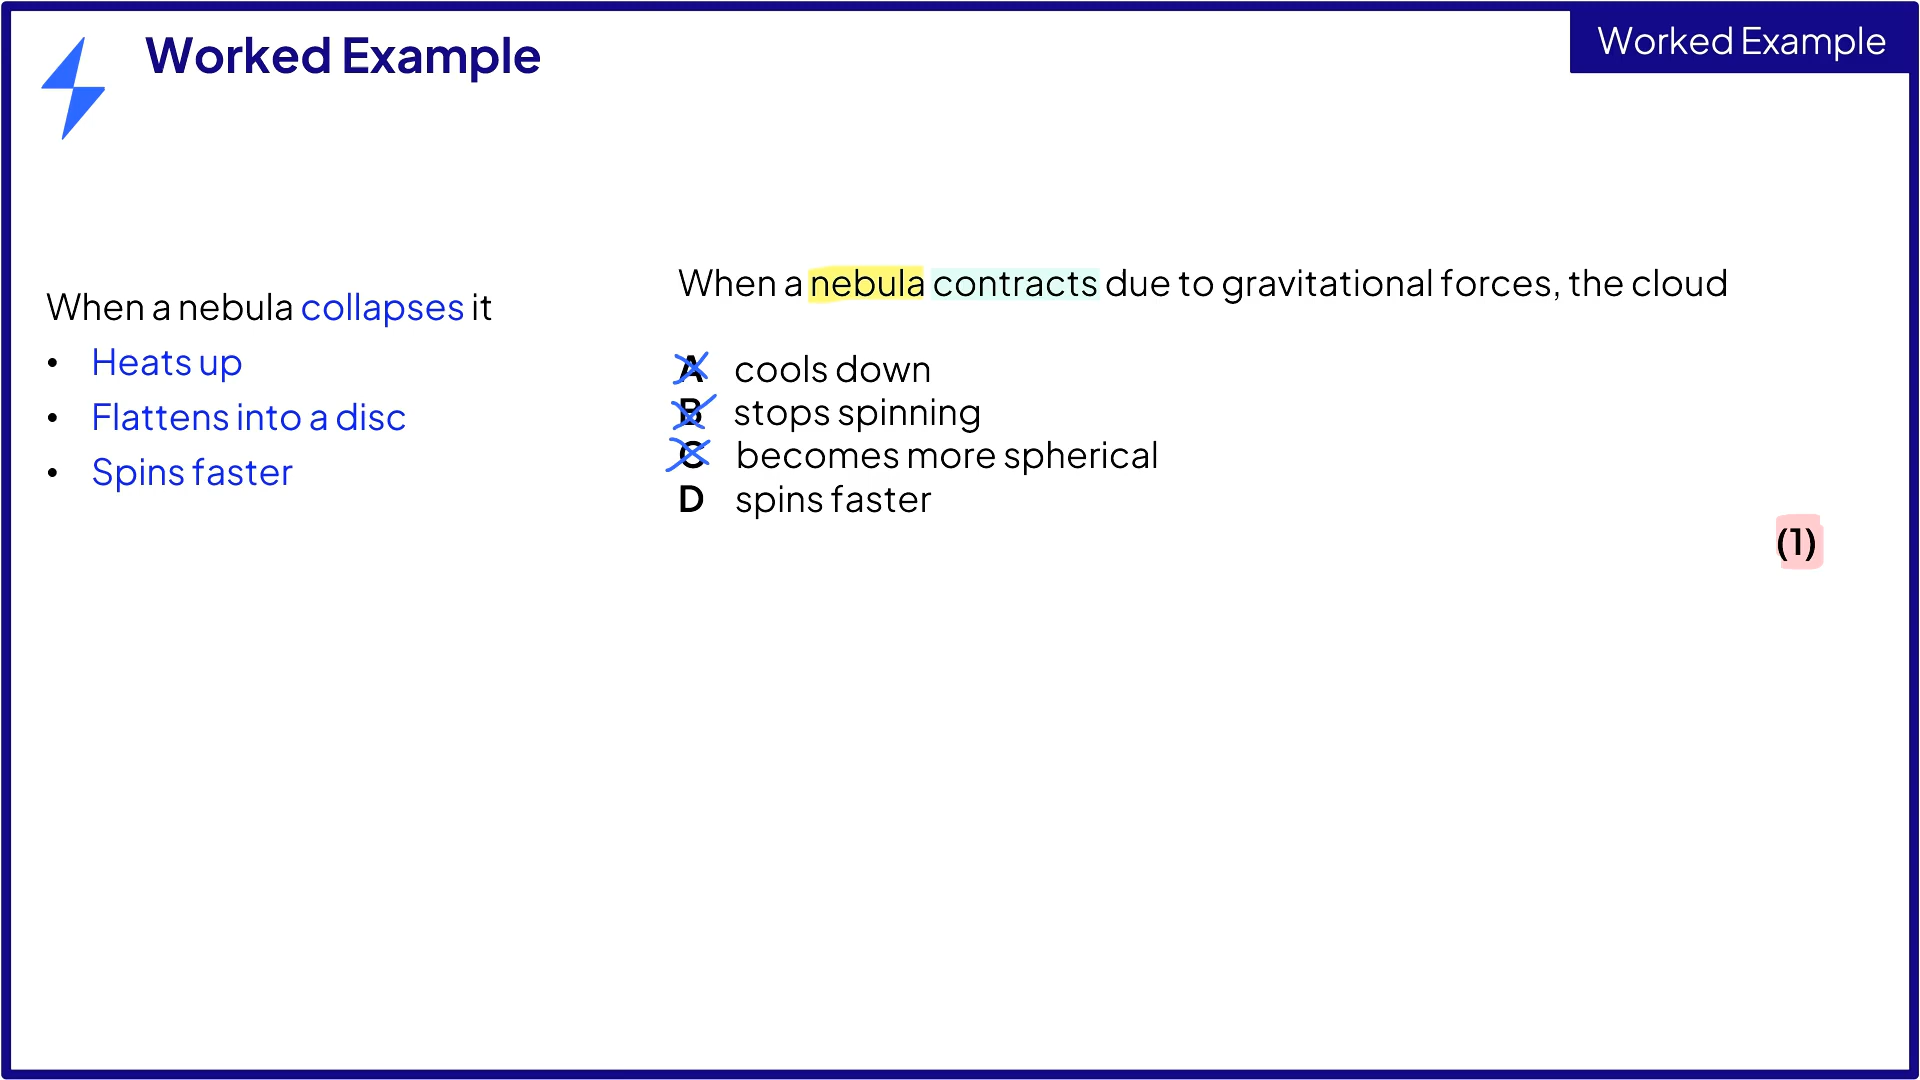 Worked Example
Worked Example
When a nebula collapses it
• Heats up
• Flattens into a disc
• Spins faster
When a nebula contracts due to gravitational forces, the cloud
A cools down
B stops spinning
C becomes more spherical
D spins faster
(1)